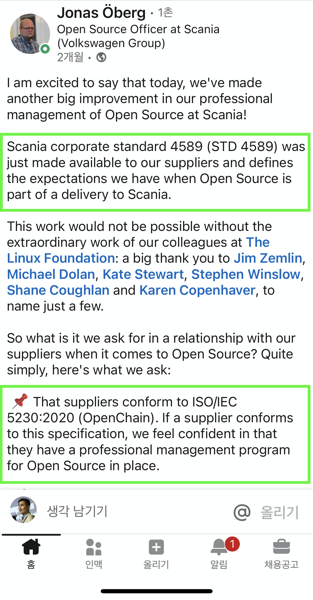 Jonas Öberg · 1촌
Open Source Officer at Scania
(Volkswagen Group)
2개월 ·
I am excited to say that today, we've made
another big improvement in our professional
management of Open Source at Scania!
Scania corporate standard 4589 (STD 4589) was
just made available to our suppliers and defines
the expectations we have when Open Source is
part of a delivery to Scania.
This work would not be possible without the
extraordinary work of our colleagues at The
Linux Foundation: a big thank you to Jim Zemlin,
Michael Dolan, Kate Stewart, Stephen Winslow,
Shane Coughlan and Karen Copenhaver, to
name just a few.
So what is it we ask for in a relationship with our
suppliers when it comes to Open Source? Quite
simply, here's what we ask:
📌 That suppliers conform to ISO/IEC
5230:2020 (OpenChain). If a supplier conforms
to this specification, we feel confident in that
they have a professional management program
for Open Source in place.
생각 남기기 @ 올리기
1
홈 인맥 올리기 알림 채용공고